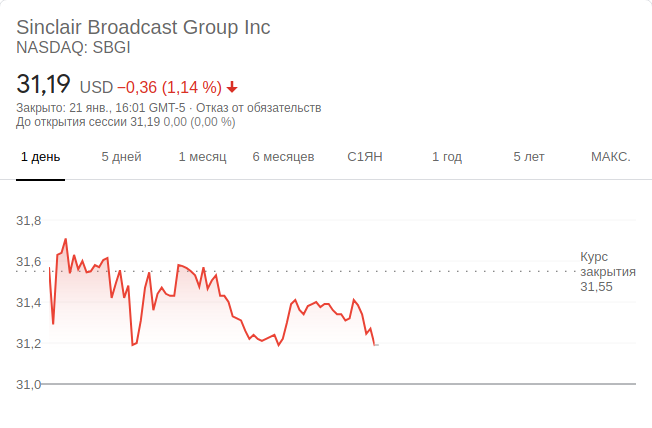 Sinclair Broadcast Group Inc
NASDAQ: SBGI
31,19 USD −0,36 (1,14 %)
Закрыто: 21 янв., 16:01 GMT-5 · Отказ от обязательств
До открытия сессии 31,19 0,00 (0,00 %)
1 день 5 дней 1 месяц 6 месяцев С1ЯН 1 год 5 лет МАКС.
31,8
31,6
31,4
31,2
31,0
Курс
закрытия
31,55